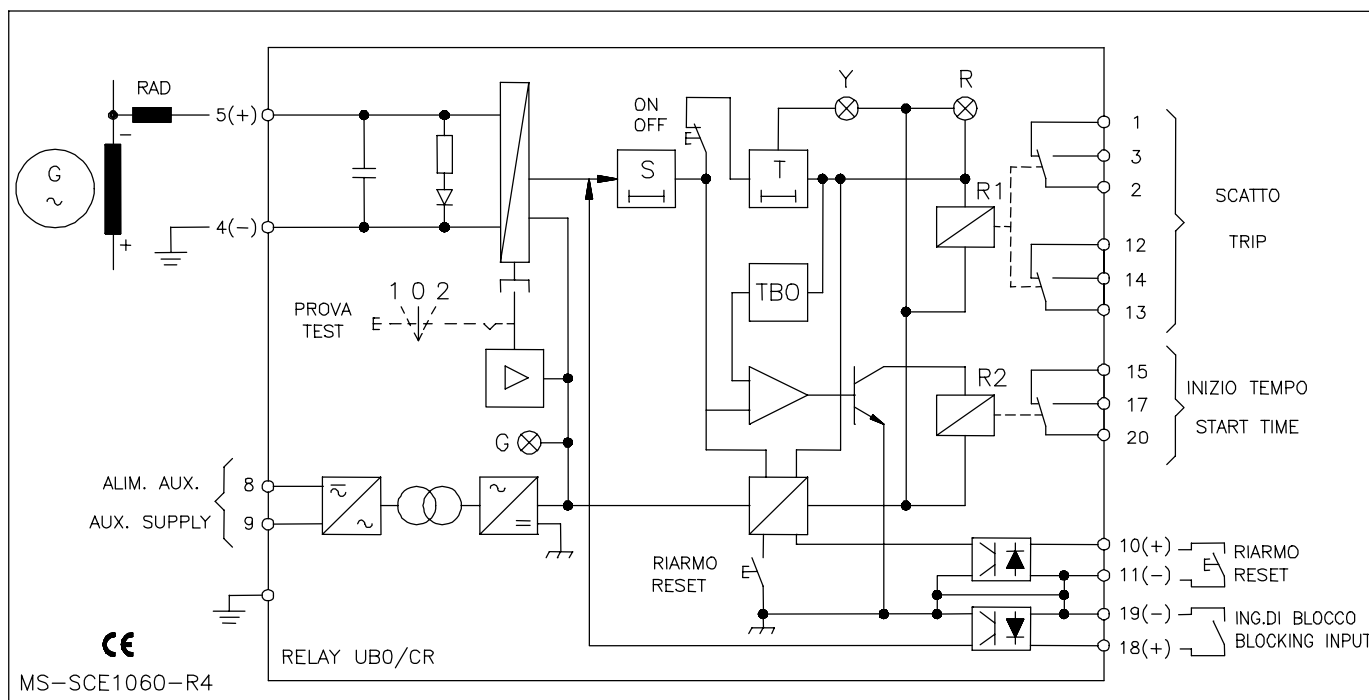 RAD
5(+)
−
G
~
+
4(−)
PROVA
TEST
1 0 2
ON
OFF
S
T
Y
R
TBO
R1
R2
1
3
2
SCATTO
TRIP
12
14
13
15
17
20
INIZIO TEMPO
START TIME
G
ALIM. AUX.
AUX. SUPPLY
8
9
~
~
~
=
RIARMO
RESET
10(+)
11(−)
RIARMO
RESET
19(−)
18(+)
ING.DI BLOCCO
BLOCKING INPUT
CE
RELAY UBO/CR
MS−SCE1060−R4